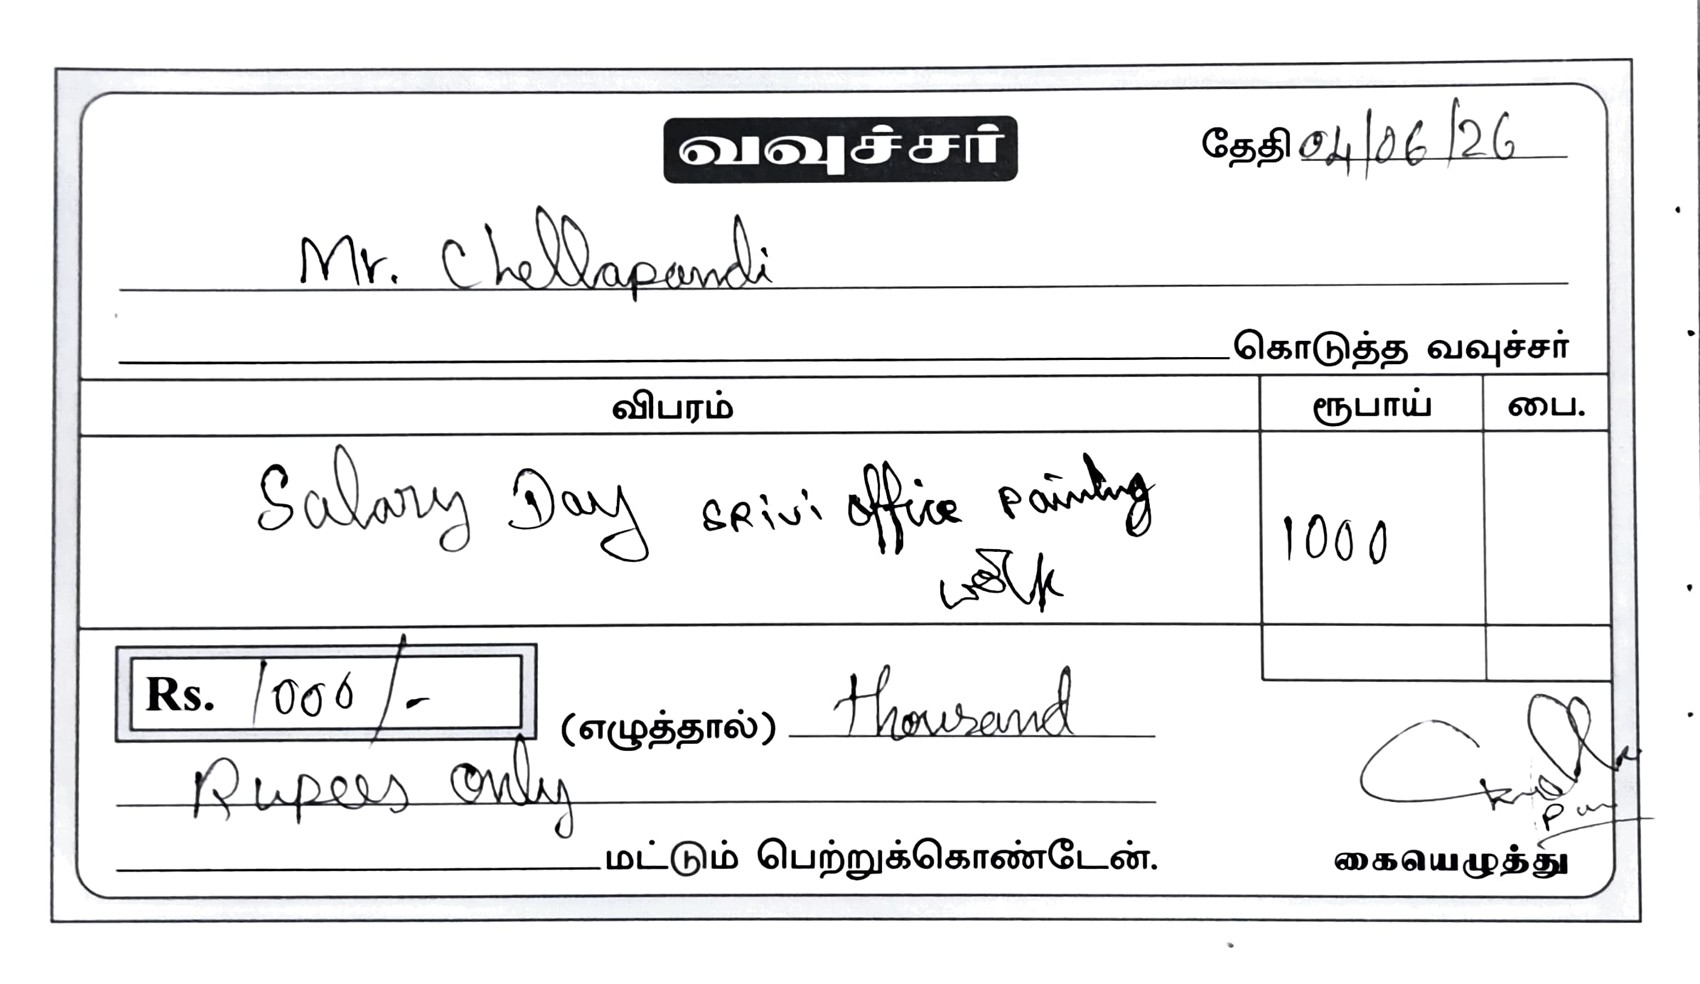 வவுச்சர்
தேதி 04/06/26
Mr. Chellapandi
கொடுத்த வவுச்சர்
விபரம் ரூபாய் பை.
Salary Day SRiVi office Painting 1000
work
Rs. 1000/- (எழுத்தால்) thousand
Rupees Only
மட்டும் பெற்றுக்கொண்டேன். கையெழுத்து